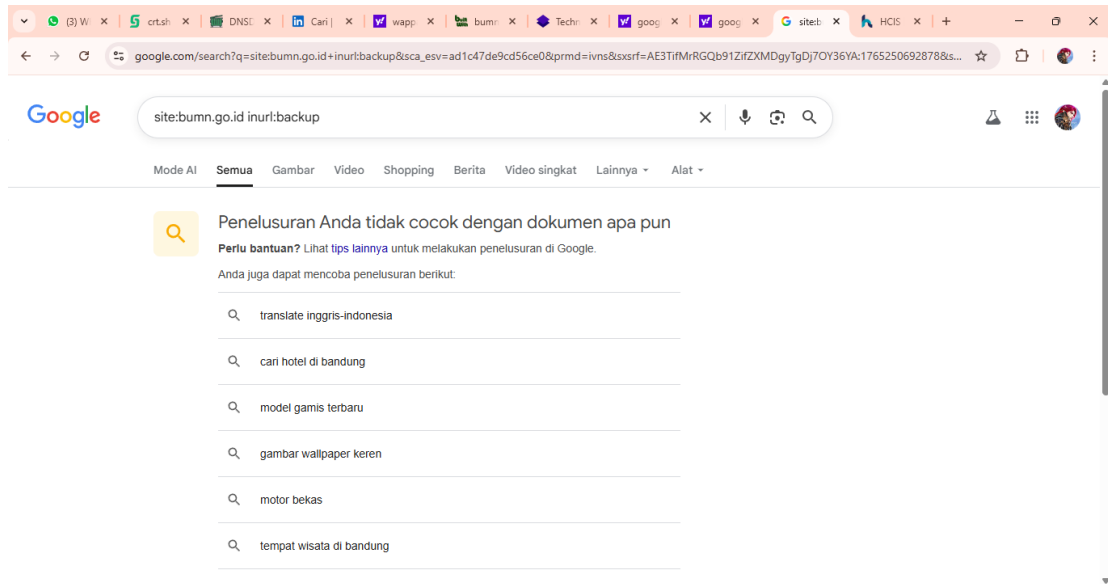 (3) W
crt.sh
DNSD
Cari |
wapp
bumn
Techn
goog
goog
site:b
HCIS
google.com/search?q=site:bumn.go.id+inurl:backup&sca_esv=ad1c47de9cd56ce0&prmd=ivns&sxsrf=AE3TifMrRGQb91ZifZXMDgyTgDj7OY36YA:1765250692878&s...
Google
site:bumn.go.id inurl:backup
Mode AI Semua Gambar Video Shopping Berita Video singkat Lainnya Alat
Penelusuran Anda tidak cocok dengan dokumen apa pun
Perlu bantuan? Lihat tips lainnya untuk melakukan penelusuran di Google.
Anda juga dapat mencoba penelusuran berikut:
translate inggris-indonesia
cari hotel di bandung
model gamis terbaru
gambar wallpaper keren
motor bekas
tempat wisata di bandung